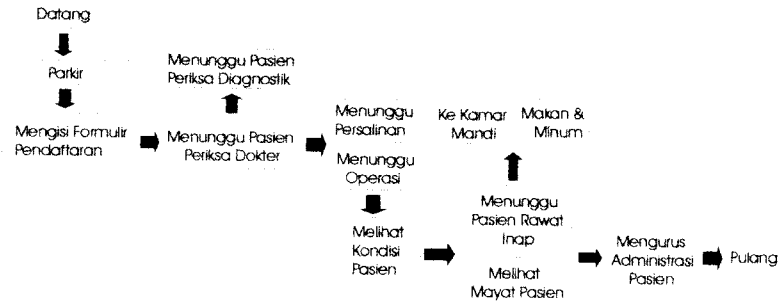 Datang
Parkir
Mengisi Formulir
Pendaftaran
Menunggu Pasien
Periksa Diagnostik
Menunggu Pasien
Periksa Dokter
Menunggu
Persalinan
Menunggu
Operasi
Melihat
Kondisi
Pasien
Ke Kamar
Mandi
Makan &
Minum
Menunggu
Pasien Rawat
Inap
Melihat
Mayat Pasien
Mengurus
Administrasi
Pasien
Pulang